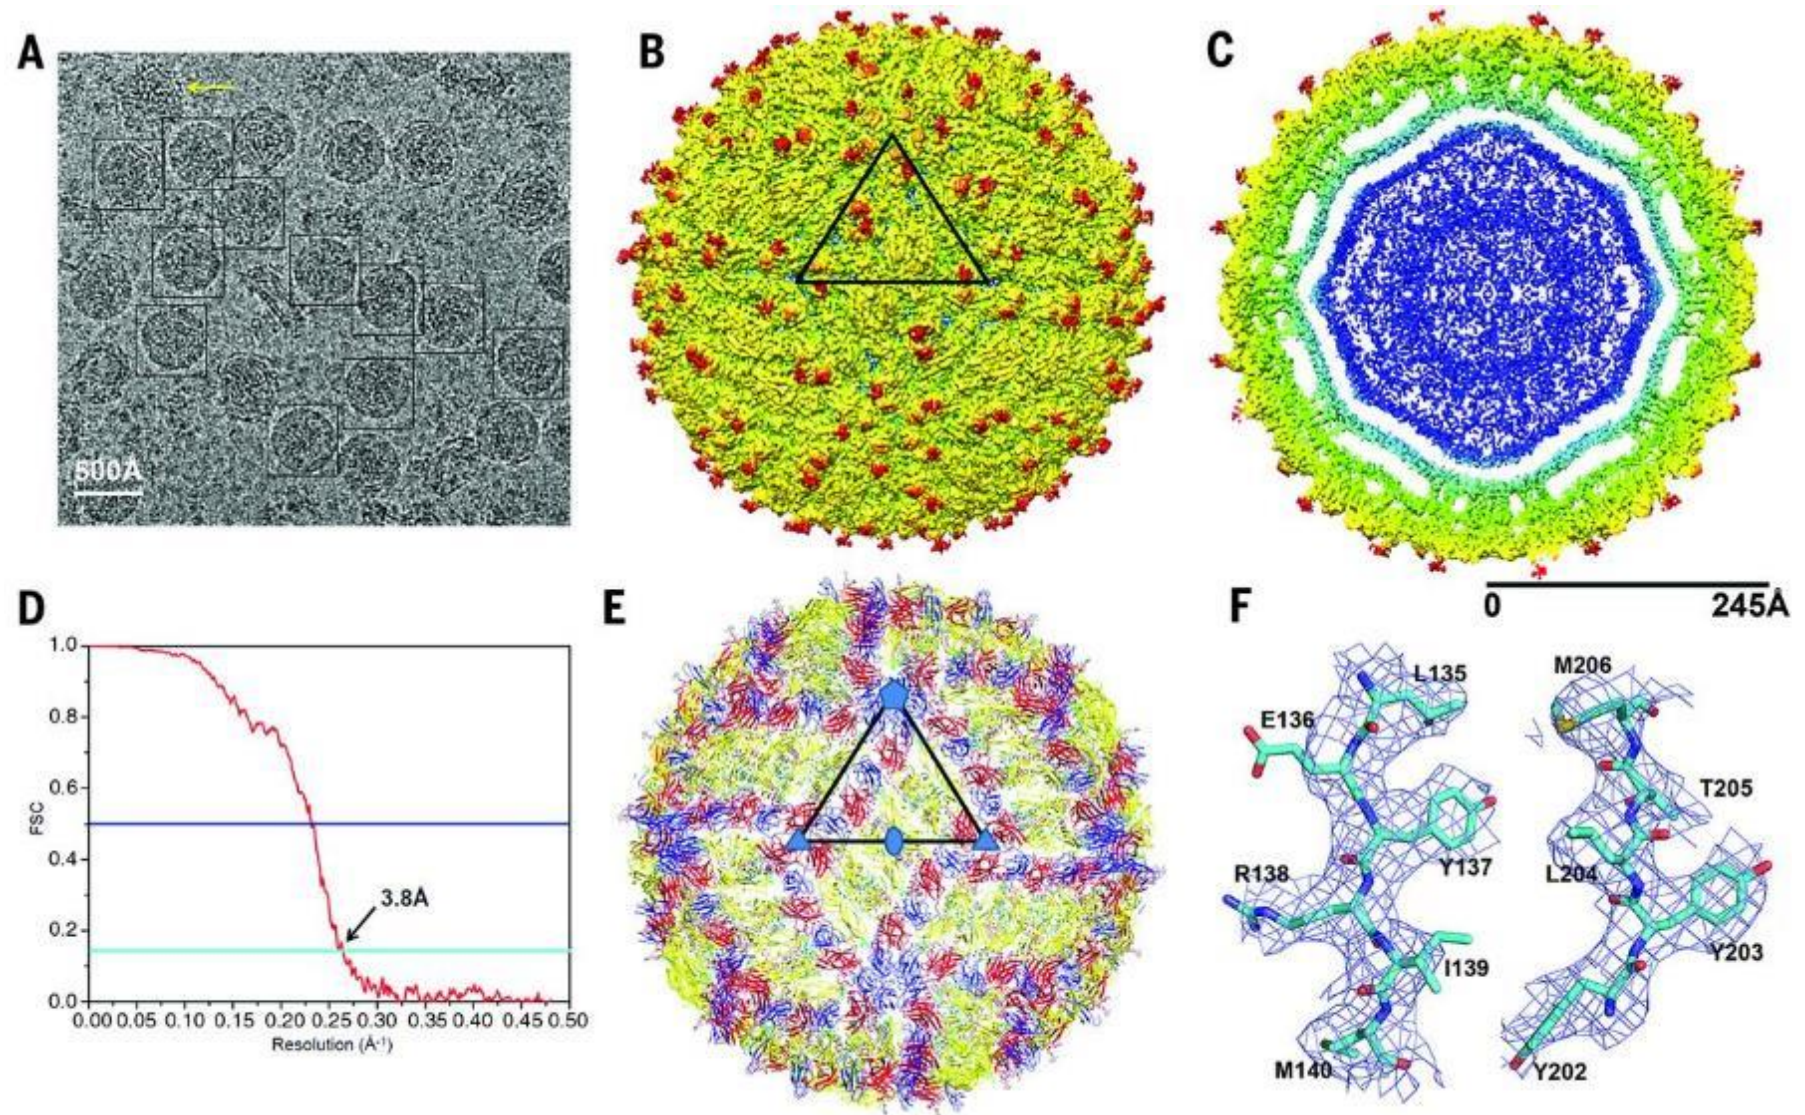 A
500Å
B
C
0 245Å
D
1.0
0.8
0.6
0.4
0.2
0.0
FSC
3.8Å
0.00 0.05 0.10 0.15 0.20 0.25 0.30 0.35 0.40 0.45 0.50
Resolution (Å-1)
E
F
L135
E136
Y137
R138
I139
M140
M206
T205
L204
Y203
Y202